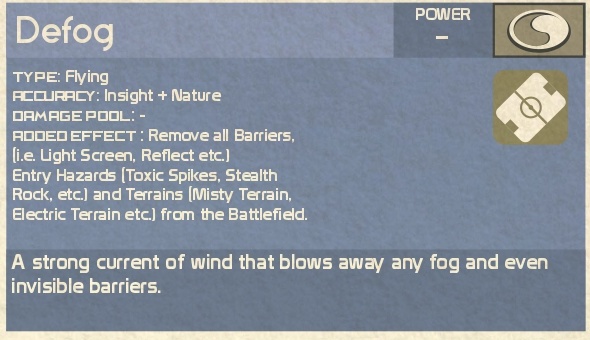 Defog
POWER
–
TYPE: Flying
ACCURACY: Insight + Nature
DAMAGE POOL: -
ADDED EFFECT : Remove all Barriers,
(i.e. Light Screen, Reflect etc.)
Entry Hazards (Toxic Spikes, Stealth
Rock, etc.) and Terrains (Misty Terrain,
Electric Terrain etc.) from the Battlefield.
A strong current of wind that blows away any fog and even
invisible barriers.